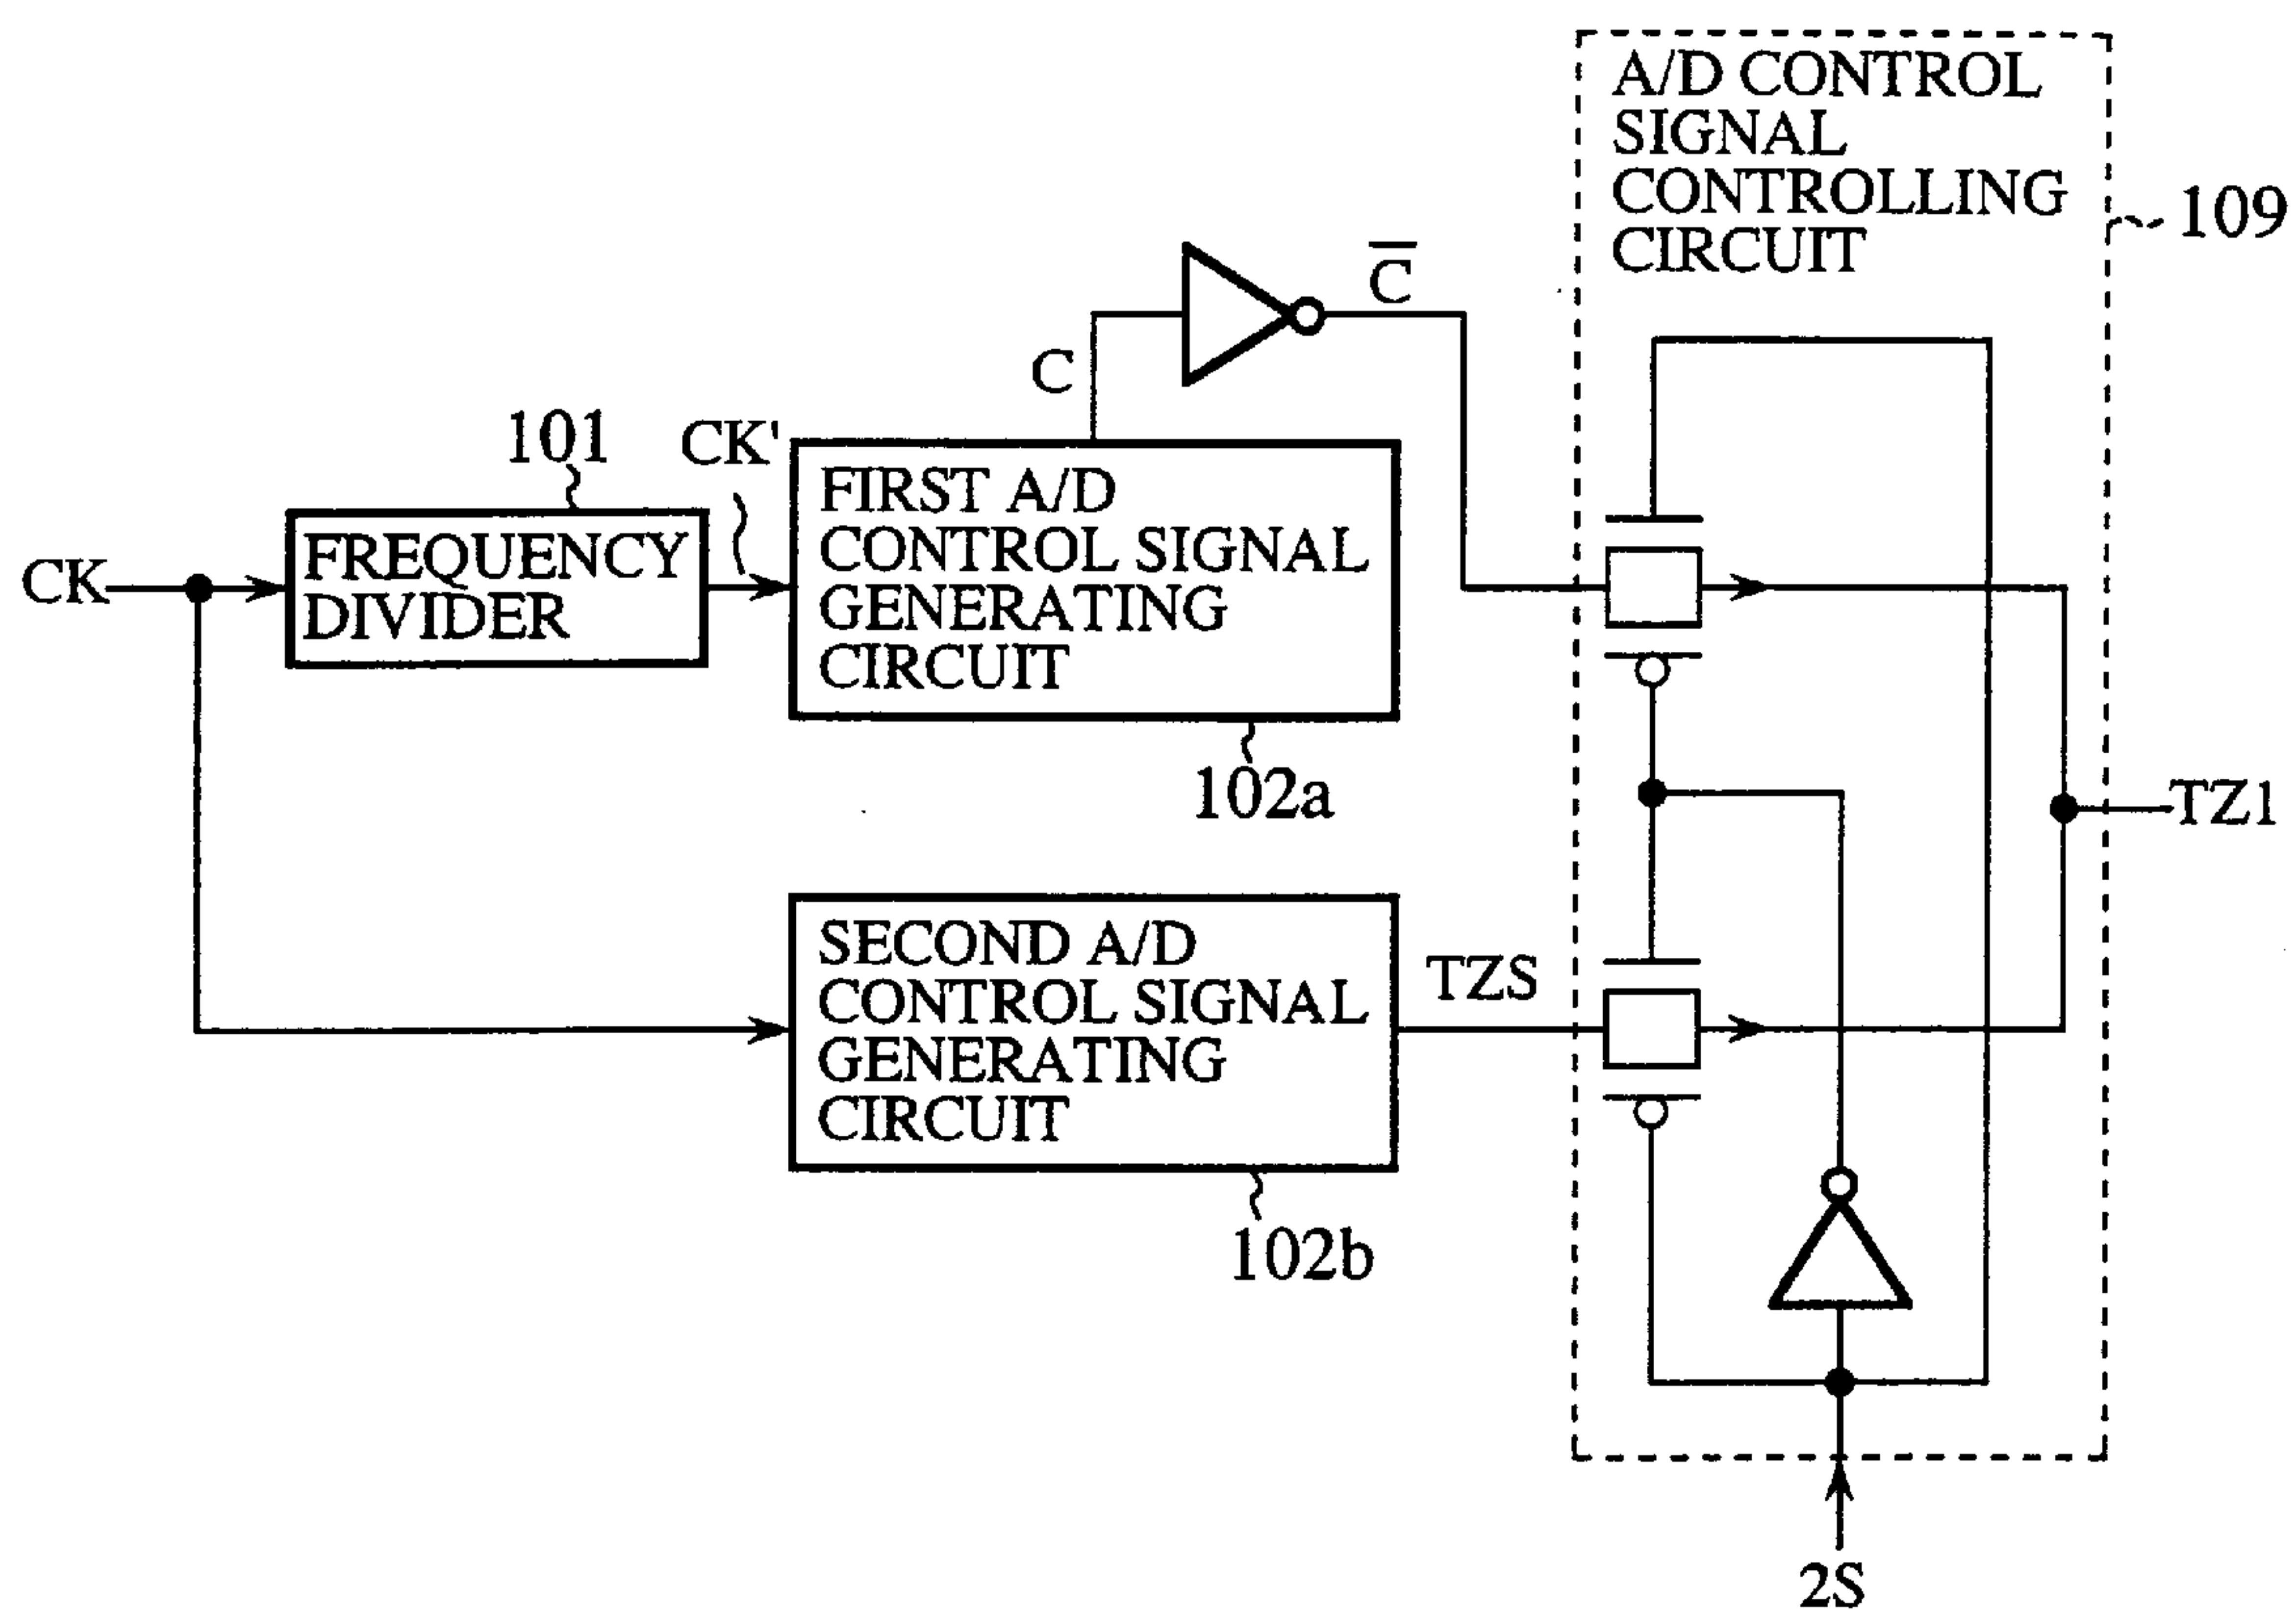 A/D CONTROL
SIGNAL
CONTROLLING
CIRCUIT
109
C
C
101
CK'
FIRST A/D
CONTROL SIGNAL
GENERATING
CIRCUIT
CK
FREQUENCY
DIVIDER
102a
TZ1
SECOND A/D
CONTROL SIGNAL
GENERATING
CIRCUIT
TZS
102b
2S